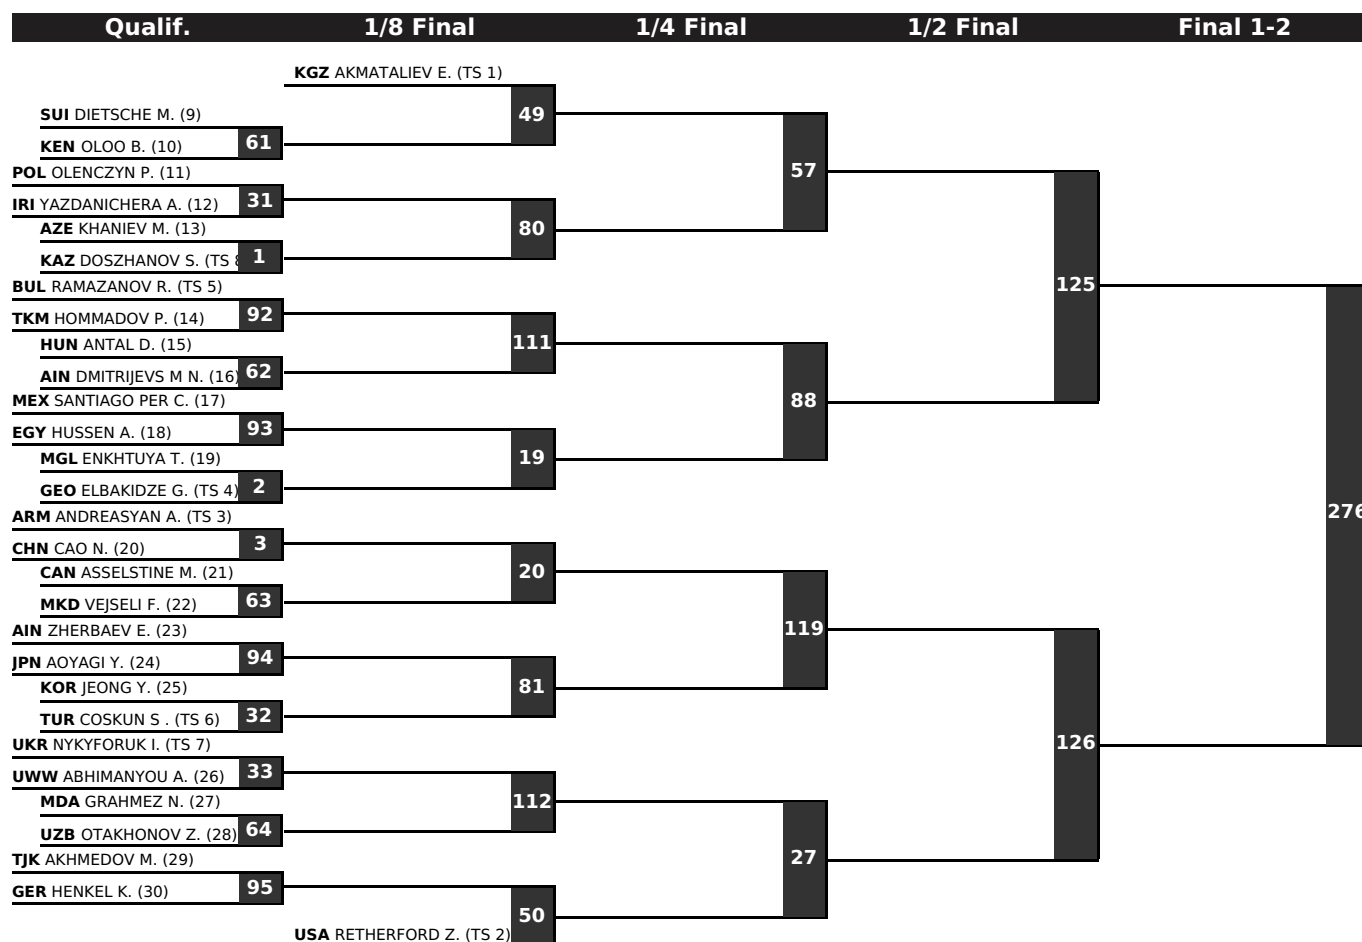 Qualif. 1/8 Final 1/4 Final 1/2 Final Final 1-2
KGZ AKMATALIEV E. (TS 1)
49
SUI DIETSCHE M. (9)
61
KEN OLOO B. (10)
POL OLENCZYN P. (11)
57
31
IRI YAZDANICHERA A. (12)
80
AZE KHANIEV M. (13)
1
KAZ DOSZHANOV S. (TS
BUL RAMAZANOV R. (TS 5)
125
92
TKM HOMMADOV P. (14)
111
HUN ANTAL D. (15)
62
AIN DMITRIJEVS M N. (16)
MEX SANTIAGO PER C. (17)
88
93
EGY HUSSEN A. (18)
19
MGL ENKHTUYA T. (19)
2
GEO ELBAKIDZE G. (TS 4)
276
ARM ANDREASYAN A. (TS 3)
3
CHN CAO N. (20)
20
CAN ASSELSTINE M. (21)
63
MKD VEJSELI F. (22)
119
AIN ZHERBAEV E. (23)
94
JPN AOYAGI Y. (24)
81
KOR JEONG Y. (25)
32
TUR COSKUN S . (TS 6)
126
UKR NYKYFORUK I. (TS 7)
33
UWW ABHIMANYOU A. (26)
112
MDA GRAHMEZ N. (27)
64
UZB OTAKHONOV Z. (28)
27
TJK AKHMEDOV M. (29)
95
GER HENKEL K. (30)
50
USA RETHERFORD Z. (TS 2)